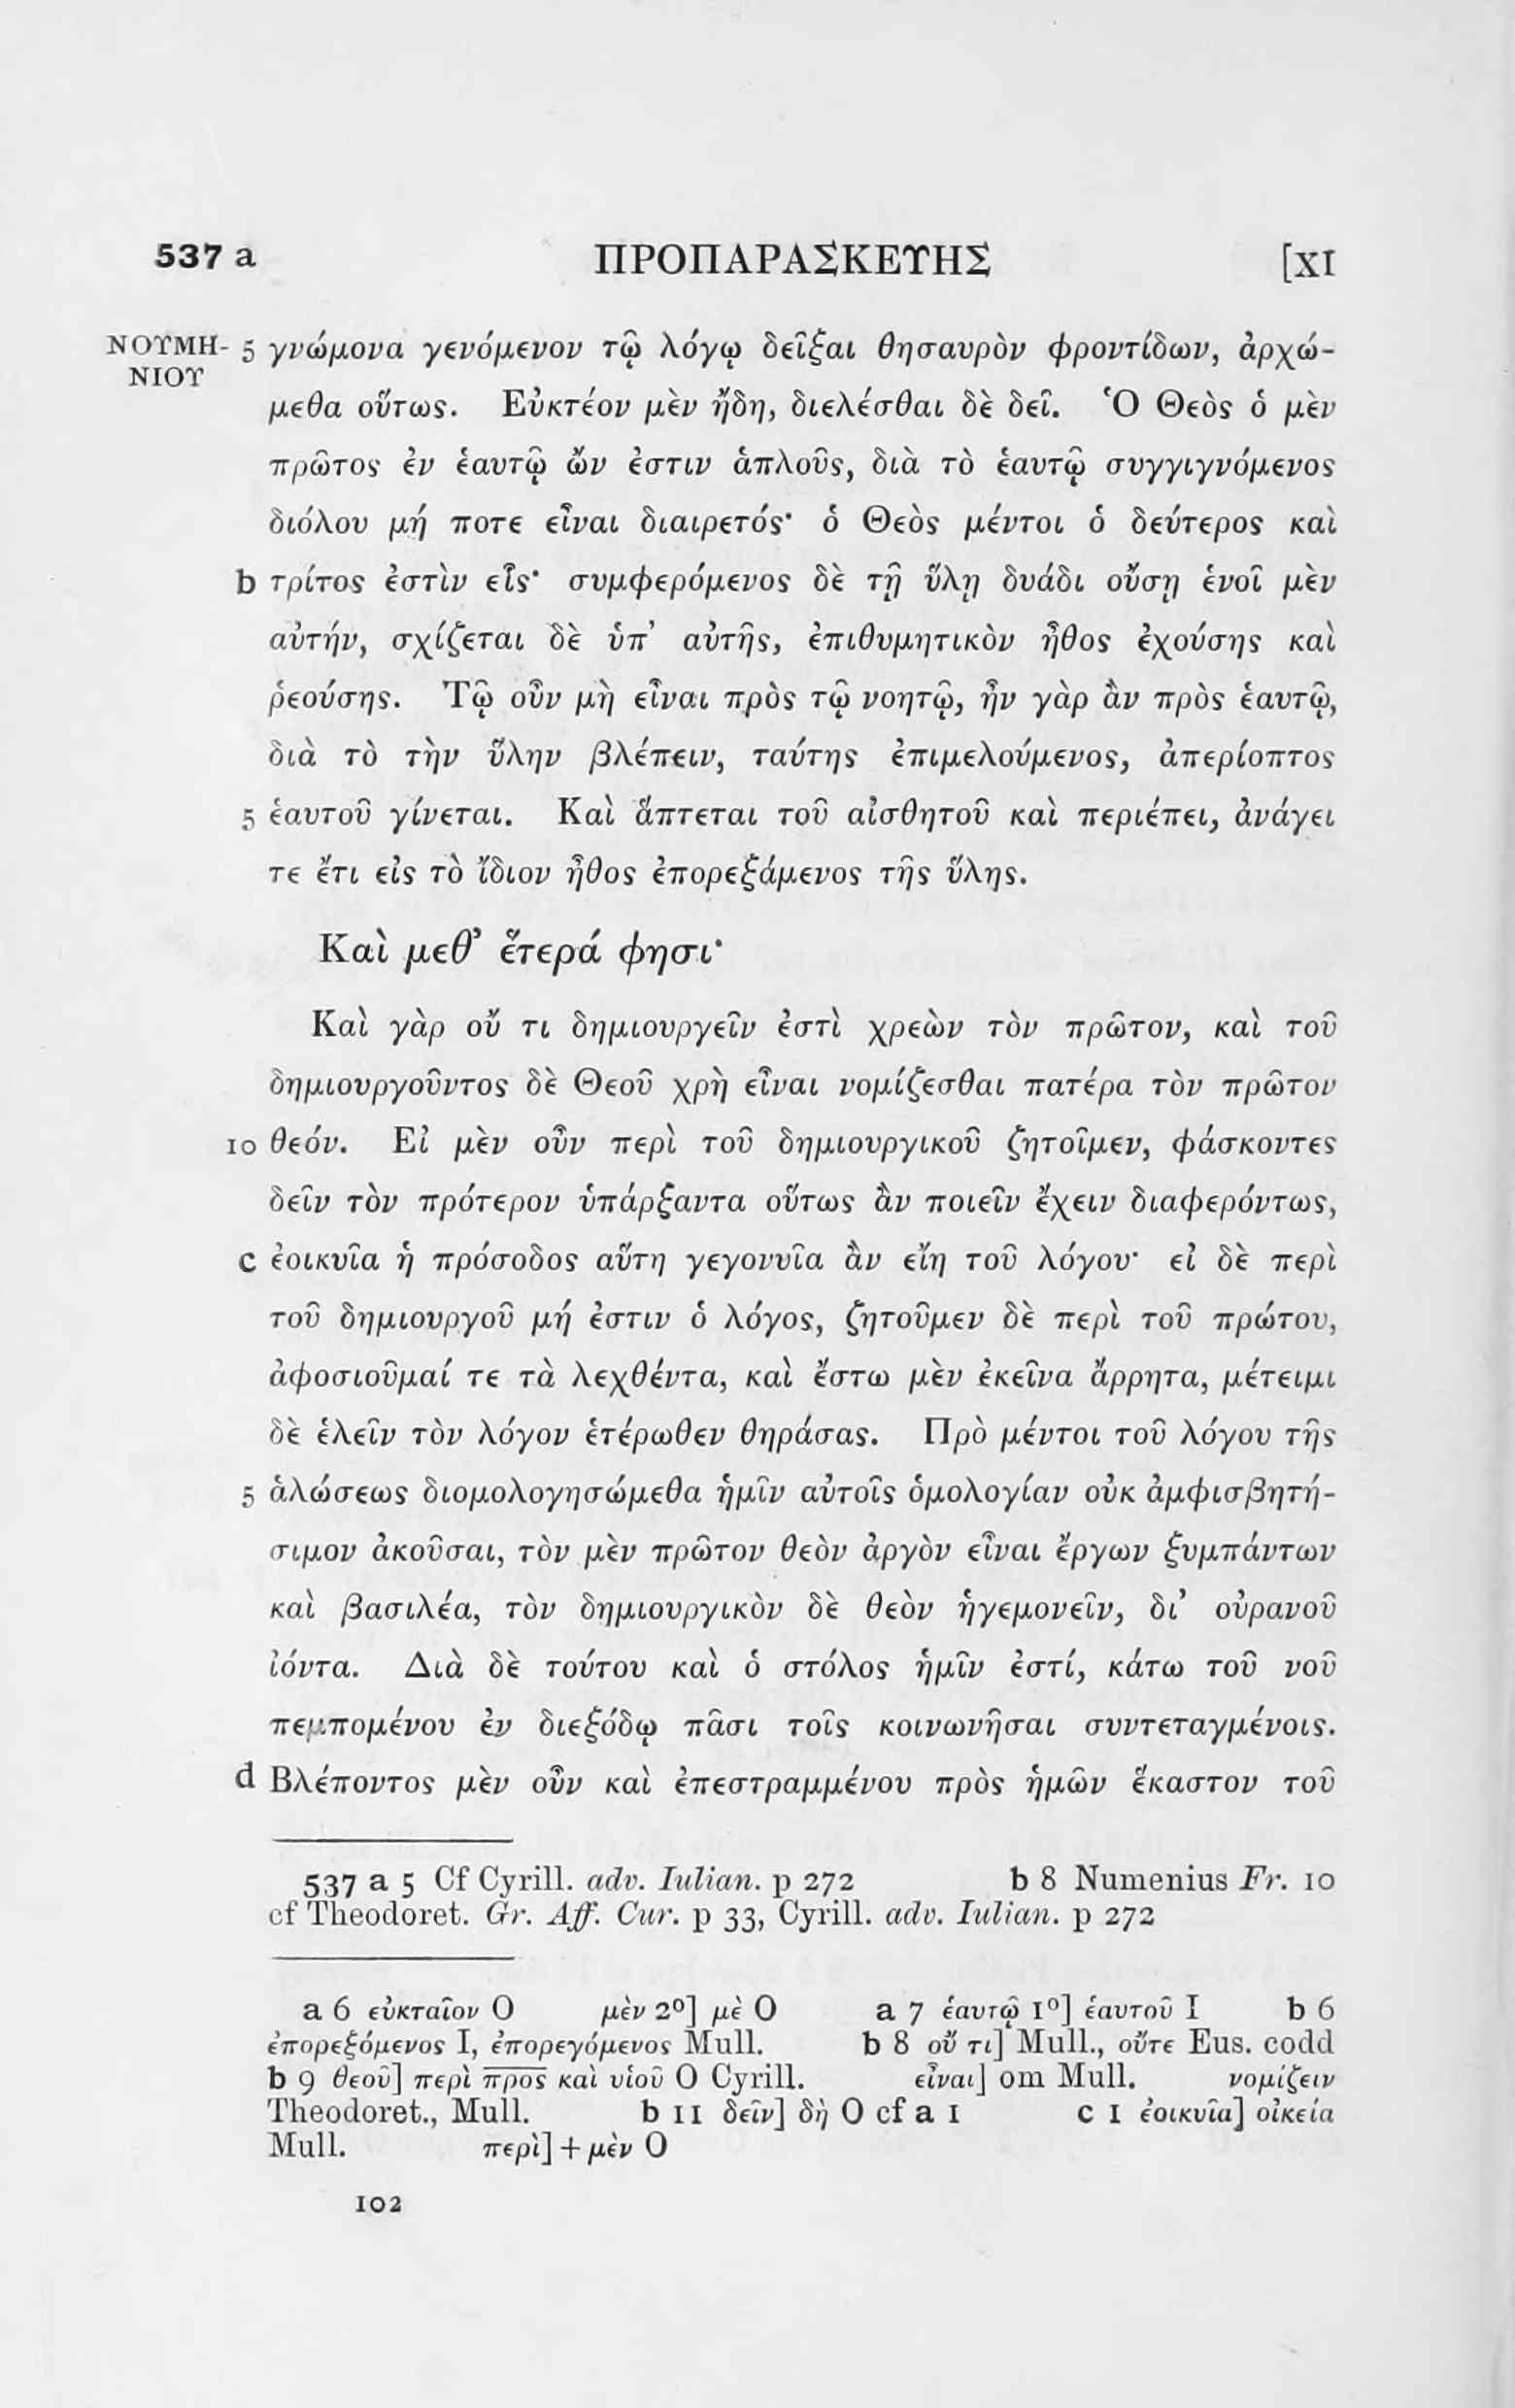 537 a ΠΡΟΠΑΡΑΣΚΕΥΗΣ [XI
ΝΟΥΜΗ- 5 γνώμονα γενόμενον τῷ λόγῳ δεῖξαι θησαυρὸν φροντίδων, ἀρχώ-
ΝΙΟΥ
μεθα οὕτως. Εὐκτέον μὲν ἤδη, διελέσθαι δὲ δεῖ. Ὁ Θεὸς ὁ μὲν
πρῶτος ἐν ἑαυτῷ ὤν ἐστιν ἁπλοῦς, διὰ τὸ ἑαυτῷ συγγιγνόμενος
διόλου μή ποτε εἶναι διαιρετός· ὁ Θεὸς μέντοι ὁ δεύτερος καὶ
b τρίτος ἐστὶν εἷς· συμφερόμενος δὲ τῇ ὕλῃ δυάδι οὔσῃ ἑνοῖ μὲν
αὐτήν, σχίζεται δὲ ὑπ’ αὐτῆς, ἐπιθυμητικὸν ἦθος ἐχούσης καὶ
ῥεούσης. Τῷ οὖν μὴ εἶναι πρὸς τῷ νοητῷ, ἦν γὰρ ἂν πρὸς ἑαυτῷ,
διὰ τὸ τὴν ὕλην βλέπειν, ταύτης ἐπιμελούμενος, ἀπερίοπτος
5 ἑαυτοῦ γίνεται. Καὶ ἅπτεται τοῦ αἰσθητοῦ καὶ περιέπει, ἀνάγει
τε ἔτι εἰς τὸ ἴδιον ἦθος ἐπορεξάμενος τῆς ὕλης.
Καὶ μεθ’ ἕτερά φησι·
Καὶ γὰρ οὔ τι δημιουργεῖν ἐστὶ χρεὼν τὸν πρῶτον, καὶ τοῦ
δημιουργοῦντος δὲ Θεοῦ χρὴ εἶναι νομίζεσθαι πατέρα τὸν πρῶτον
10 θεόν. Εἰ μὲν οὖν περὶ τοῦ δημιουργικοῦ ζητοῖμεν, φάσκοντες
δεῖν τὸν πρότερον ὑπάρξαντα οὕτως ἂν ποιεῖν ἔχειν διαφερόντως,
c ἐοικυῖα ἡ πρόσοδος αὕτη γεγονυῖα ἂν εἴη τοῦ λόγου· εἰ δὲ περὶ
τοῦ δημιουργοῦ μή ἐστιν ὁ λόγος, ζητοῦμεν δὲ περὶ τοῦ πρώτου,
ἀφοσιοῦμαί τε τὰ λεχθέντα, καὶ ἔστω μὲν ἐκεῖνα ἄρρητα, μέτειμι
δὲ ἑλεῖν τὸν λόγον ἑτέρωθεν θηράσας. Πρὸ μέντοι τοῦ λόγου τῆς
5 ἁλώσεως διομολογησώμεθα ἡμῖν αὐτοῖς ὁμολογίαν οὐκ ἀμφισβητή-
σιμον ἀκοῦσαι, τὸν μὲν πρῶτον θεὸν ἀργὸν εἶναι ἔργων ξυμπάντων
καὶ βασιλέα, τὸν δημιουργικὸν δὲ θεὸν ἡγεμονεῖν, δι’ οὐρανοῦ
ἰόντα. Διὰ δὲ τούτου καὶ ὁ στόλος ἡμῖν ἐστί, κάτω τοῦ νοῦ
πεμπομένου ἐν διεξόδῳ πᾶσι τοῖς κοινωνῆσαι συντεταγμένοις.
d Βλέποντος μὲν οὖν καὶ ἐπεστραμμένου πρὸς ἡμῶν ἕκαστον τοῦ
537 a 5 Cf Cyrill. adv. Iulian. p 272 b 8 Numenius Fr. 10
cf Theodoret. Gr. Aff. Cur. p 33, Cyrill. adv. Iulian. p 272
a 6 εὐκταῖον O μὲν 2º] μὲ O a 7 ἑαυτῷ 1º] ἑαυτοῦ I b 6
ἐπορεξόμενος I, ἐπορεγόμενος Mull. b 8 οὔ τι] Mull., οὔτε Eus. codd
b 9 θεοῦ] περὶ π̅ρ̅ο̅ς̅ καὶ υἱοῦ O Cyrill. εἶναι] om Mull. νομίζειν
Theodoret., Mull. b 11 δεῖν] δὴ O cf a 1 c 1 ἐοικυῖα] οἰκεία
Mull. περὶ] + μὲν O
102